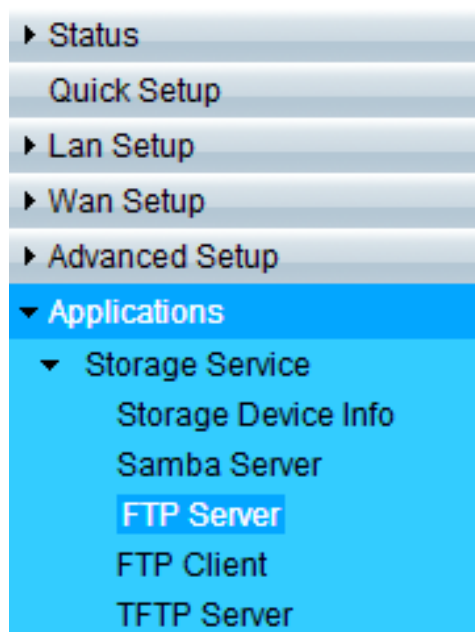 Status
Quick Setup
Lan Setup
Wan Setup
Advanced Setup
Applications
Storage Service
Storage Device Info
Samba Server
FTP Server
FTP Client
TFTP Server